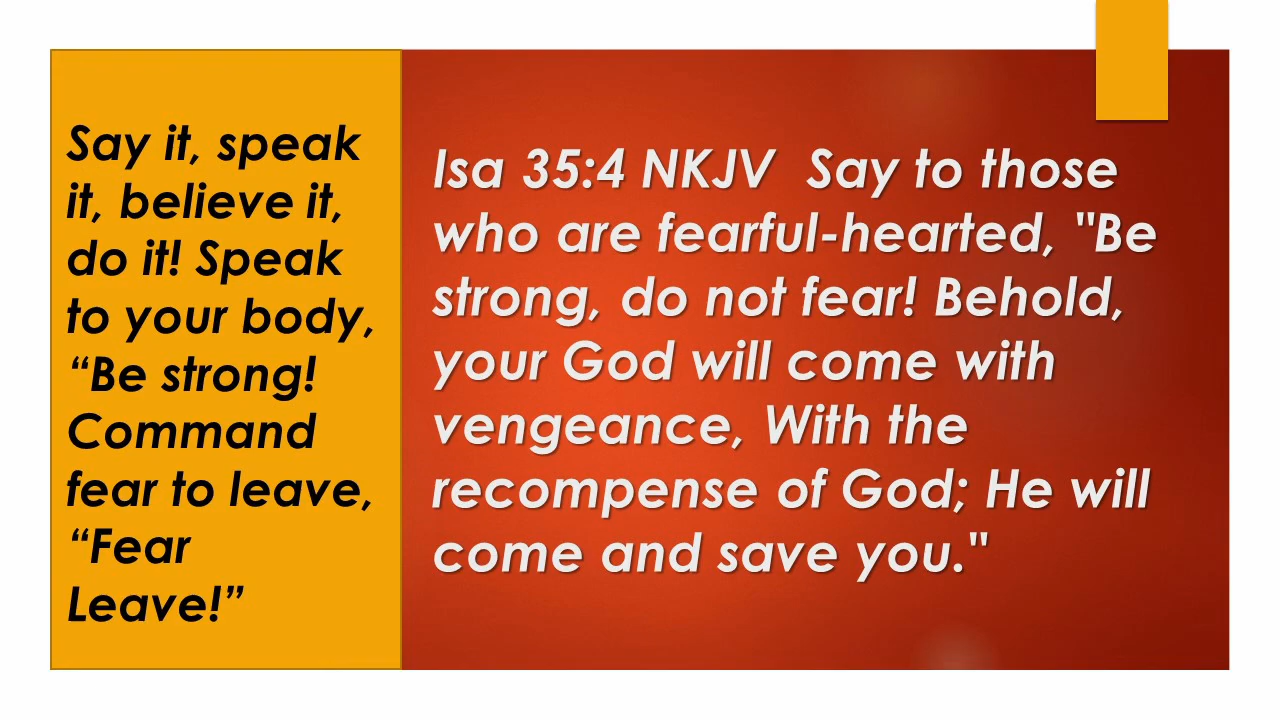 Say it, speak
it, believe it,
do it! Speak
to your body,
“Be strong!
Command
fear to leave,
“Fear
Leave!”
Isa 35:4 NKJV  Say to those
who are fearful-hearted, "Be
strong, do not fear! Behold,
your God will come with
vengeance, With the
recompense of God; He will
come and save you."